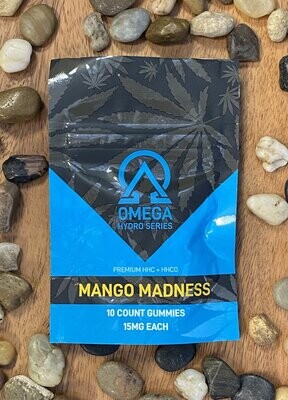 OMEGA
HYDRO SERIES
PREMIUM HHC + HHCO
MANGO MADNESS
10 COUNT GUMMIES
15MG EACH